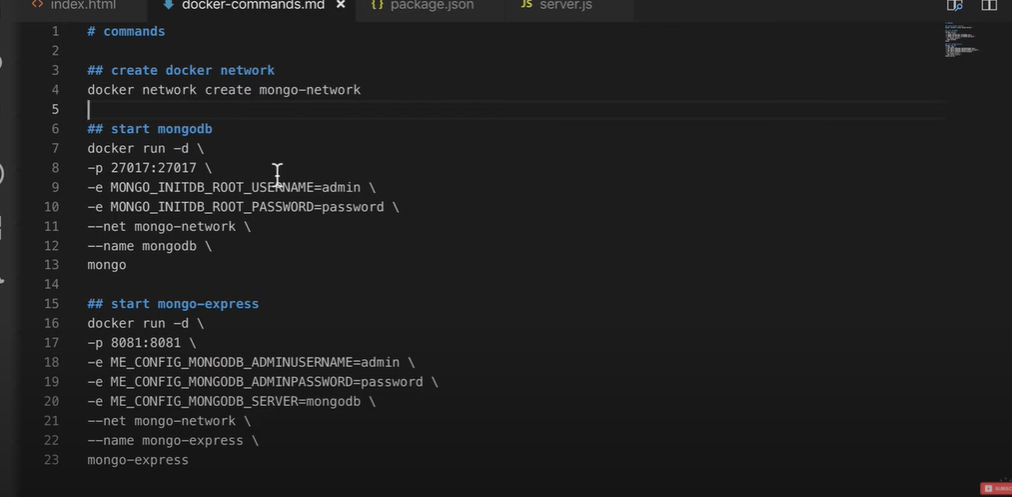 index.html docker-commands.md package.json JS server.js
1 # commands
2
3 ## create docker network
4 docker network create mongo-network
5
6 ## start mongodb
7 docker run -d \
8 -p 27017:27017 \
9 -e MONGO_INITDB_ROOT_USERNAME=admin \
10 -e MONGO_INITDB_ROOT_PASSWORD=password \
11 --net mongo-network \
12 --name mongodb \
13 mongo
14
15 ## start mongo-express
16 docker run -d \
17 -p 8081:8081 \
18 -e ME_CONFIG_MONGODB_ADMINUSERNAME=admin \
19 -e ME_CONFIG_MONGODB_ADMINPASSWORD=password \
20 -e ME_CONFIG_MONGODB_SERVER=mongodb \
21 --net mongo-network \
22 --name mongo-express \
23 mongo-express